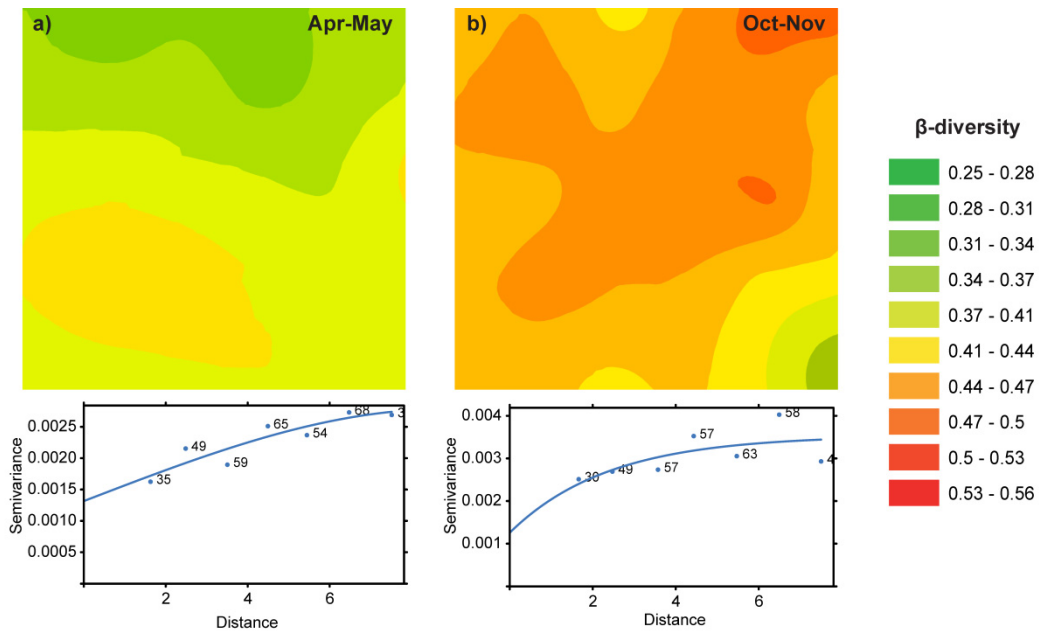 a) Apr-May
b) Oct-Nov
β-diversity
0.25 - 0.28
0.28 - 0.31
0.31 - 0.34
0.34 - 0.37
0.37 - 0.41
0.41 - 0.44
0.44 - 0.47
0.47 - 0.5
0.5 - 0.53
0.53 - 0.56
Semivariance
0.0025
0.0020
0.0015
0.0010
0.0005
35
49
59
65
54
68
3
2
4
6
Distance
Semivariance
0.004
0.003
0.002
0.001
30
49
57
57
63
58
4
2
4
6
Distance